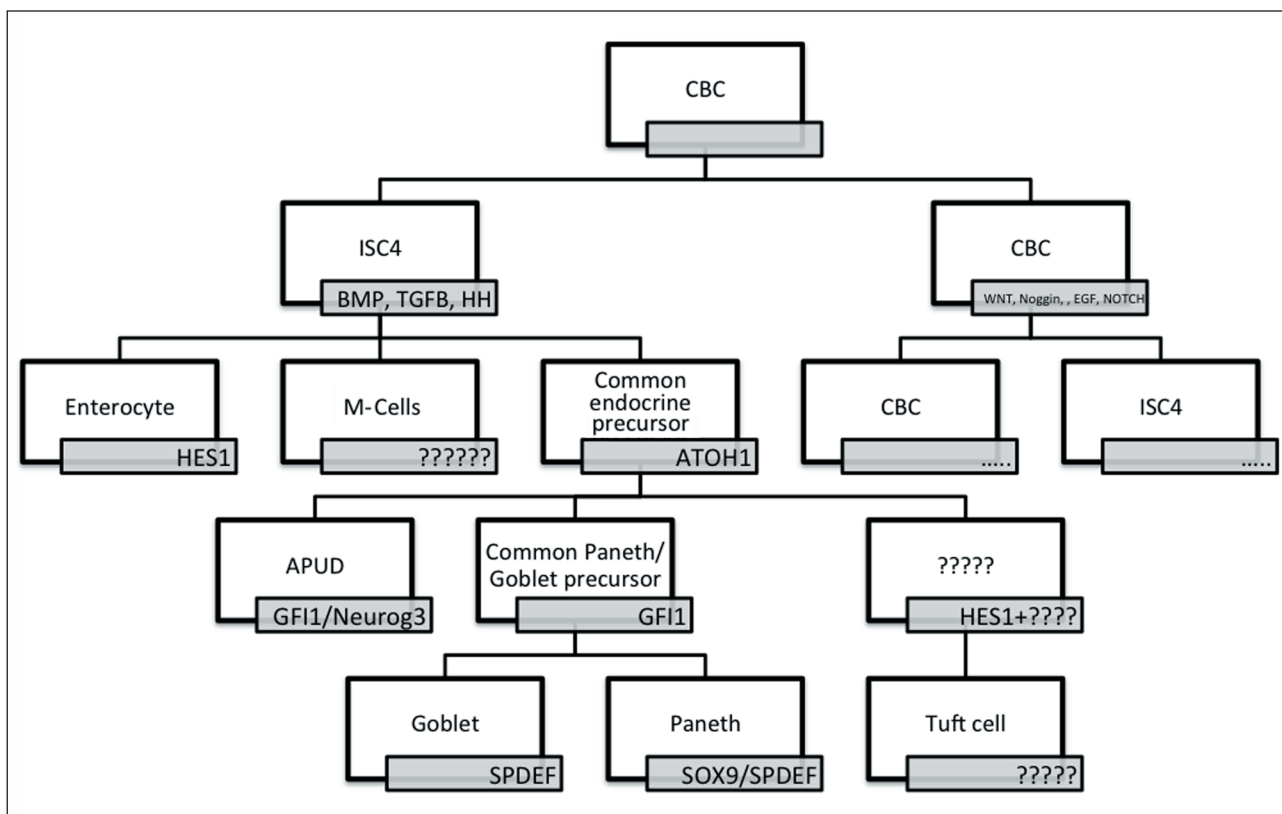 CBC
ISC4
BMP, TGFB, HH
CBC
WNT, Noggin, , EGF, NOTCH
Enterocyte
HES1
M-Cells
??????
Common
endocrine
precursor
ATOH1
CBC
.....
ISC4
.....
APUD
GFI1/Neurog3
Common Paneth/
Goblet precursor
GFI1
?????
HES1+????
Goblet
SPDEF
Paneth
SOX9/SPDEF
Tuft cell
?????